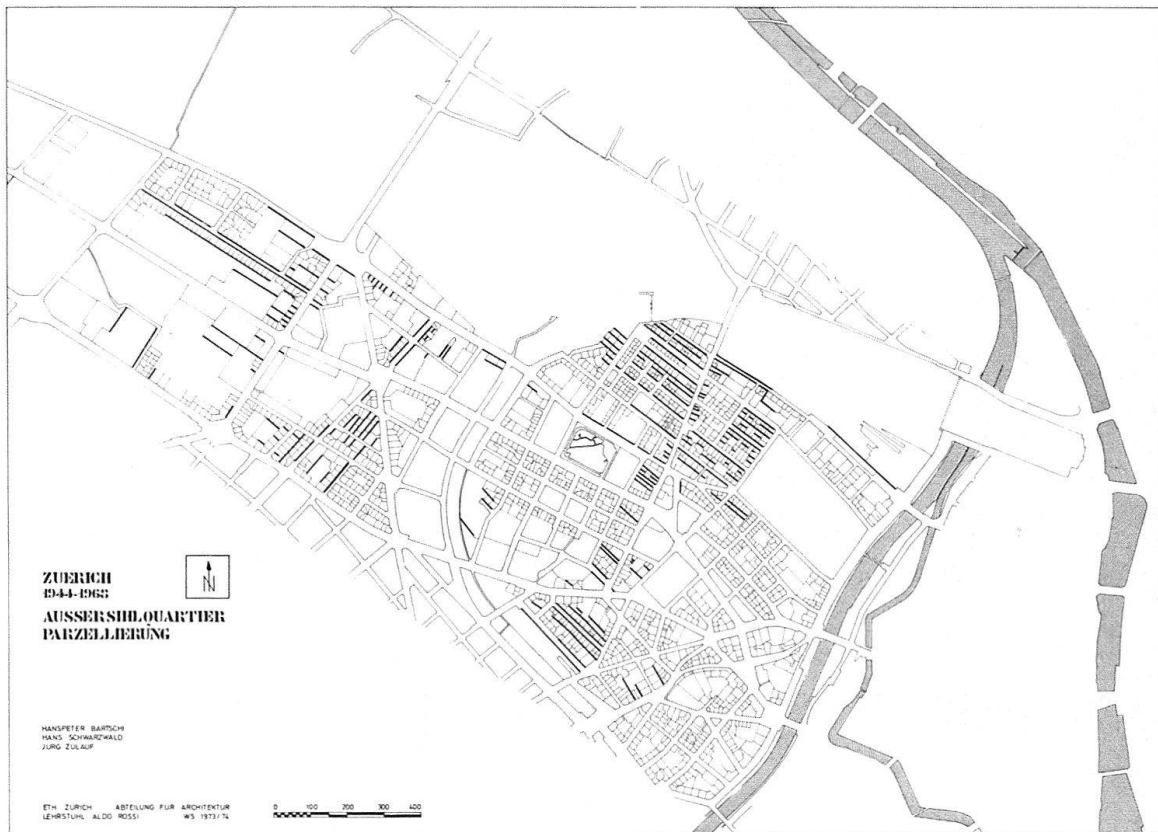 ZUERICH
1944-1968
AUSSERSIHLQUARTIER
PARZELLIERUNG
N
HANSPETER BARTSCHI
HANS SCHWARZWALD
JURG ZULAUF
ETH ZURICH ABTEILUNG FUR ARCHITEKTUR
LEHRSTUHL ALDO ROSSI WS 1973/74
0 100 200 300 400